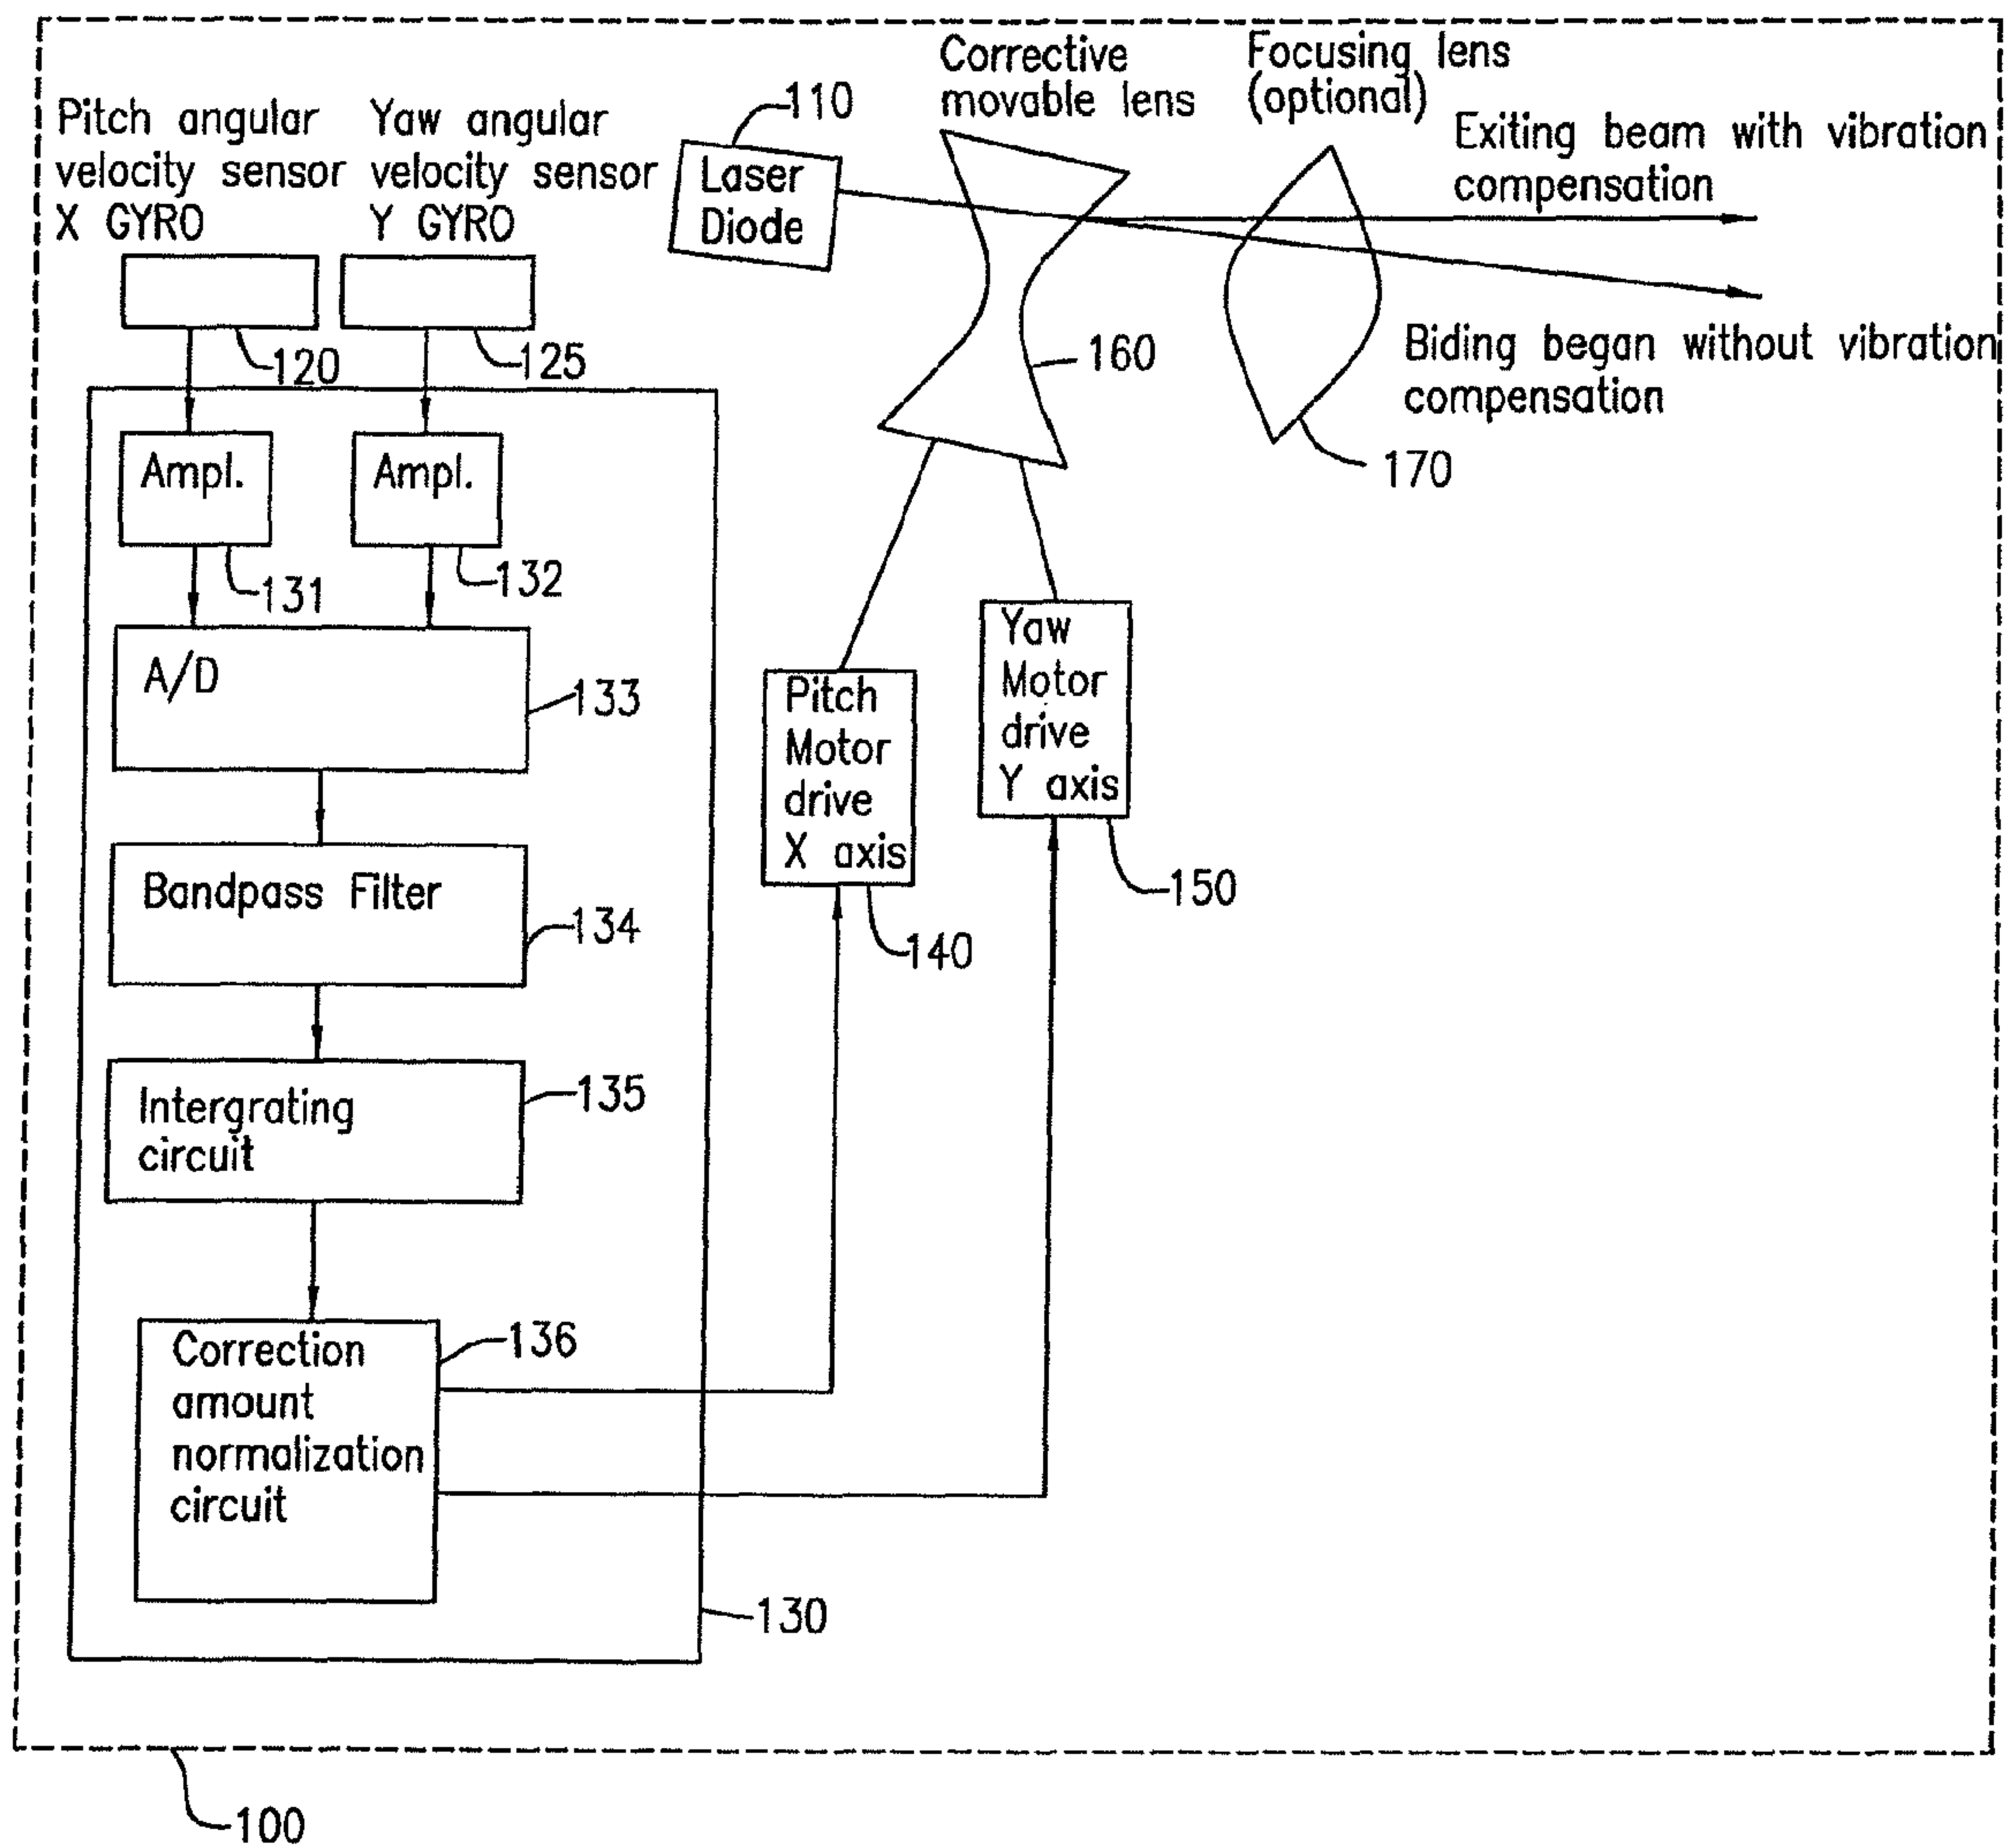 Corrective
movable lens
Focusing lens
(optional)
Pitch angular
velocity sensor
X GYRO
Yaw angular
velocity sensor
Y GYRO
110
Laser
Diode
Exiting beam with vibration
compensation
120
125
160
Biding began without vibration
compensation
170
Ampl.
Ampl.
131
132
A/D
133
Yaw
Motor
drive
Y axis
Pitch
Motor
drive
X axis
150
140
Bandpass Filter
134
Intergrating
circuit
135
Correction
amount
normalization
circuit
136
130
100